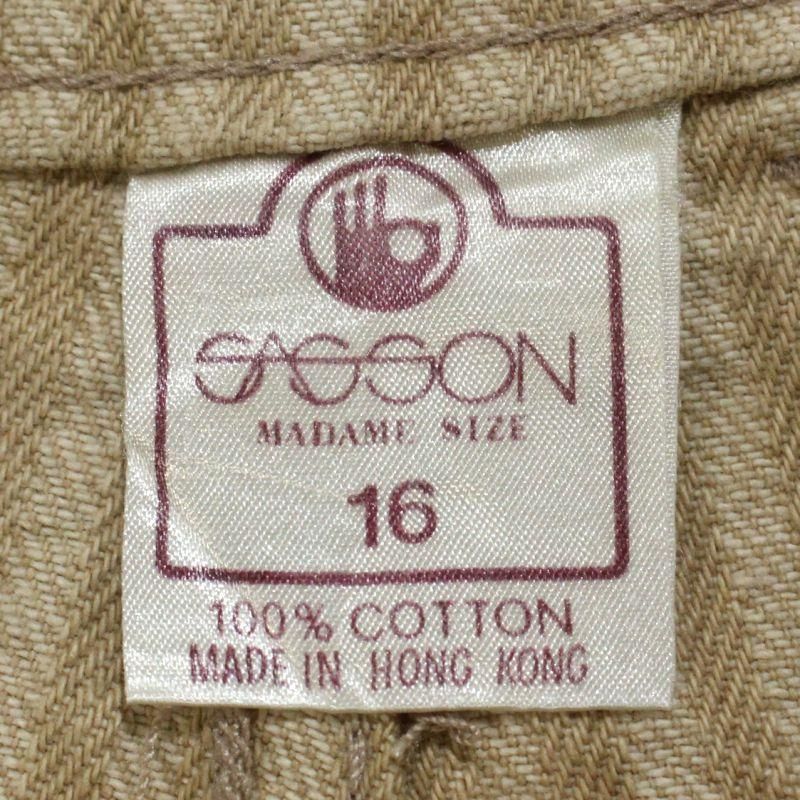 SASSON
MADAME SIZE
16
100% COTTON
MADE IN HONG KONG